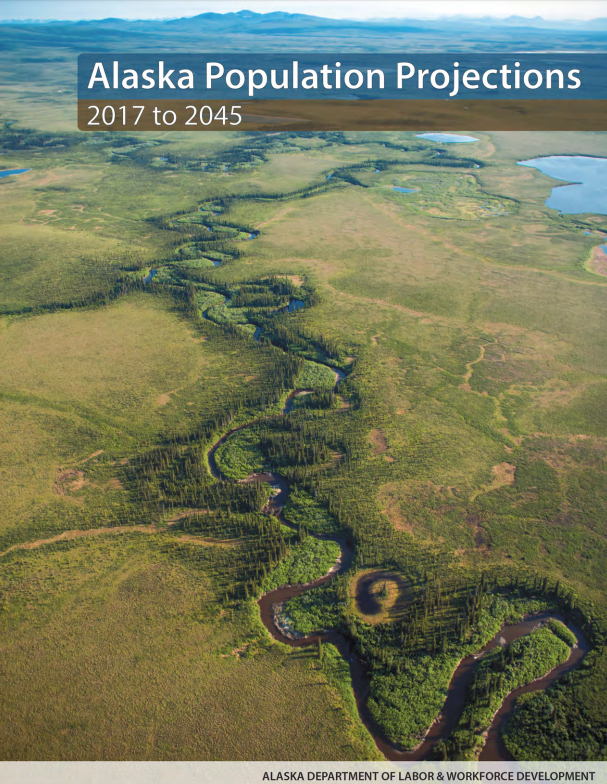 Alaska Population Projections
2017 to 2045
ALASKA DEPARTMENT OF LABOR & WORKFORCE DEVELOPMENT